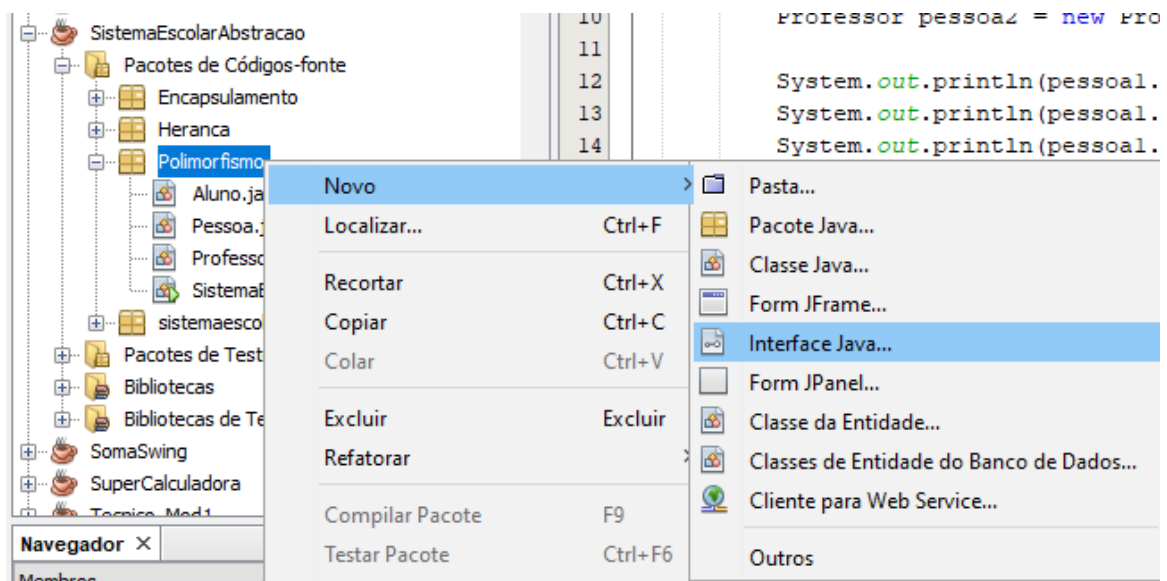 SistemaEscolarAbstracao
Pacotes de Códigos-fonte
Encapsulamento
Heranca
Polimorfismo
Aluno.ja
Pessoa.j
Professo
SistemaE
sistemaesco
Pacotes de Test
Bibliotecas
Bibliotecas de Te
SomaSwing
SuperCalculadora
Tecnico_Mod1
Navegador ×
Membros
10 Professor pessoa2 = new Pro
11
12 System.out.println(pessoa1.
13 System.out.println(pessoa1.
14 System.out.println(pessoa1.
Novo
Localizar... Ctrl+F
Recortar Ctrl+X
Copiar Ctrl+C
Colar Ctrl+V
Excluir Excluir
Refatorar
Compilar Pacote F9
Testar Pacote Ctrl+F6
Pasta...
Pacote Java...
Classe Java...
Form JFrame...
Interface Java...
Form JPanel...
Classe da Entidade...
Classes de Entidade do Banco de Dados...
Cliente para Web Service...
Outros